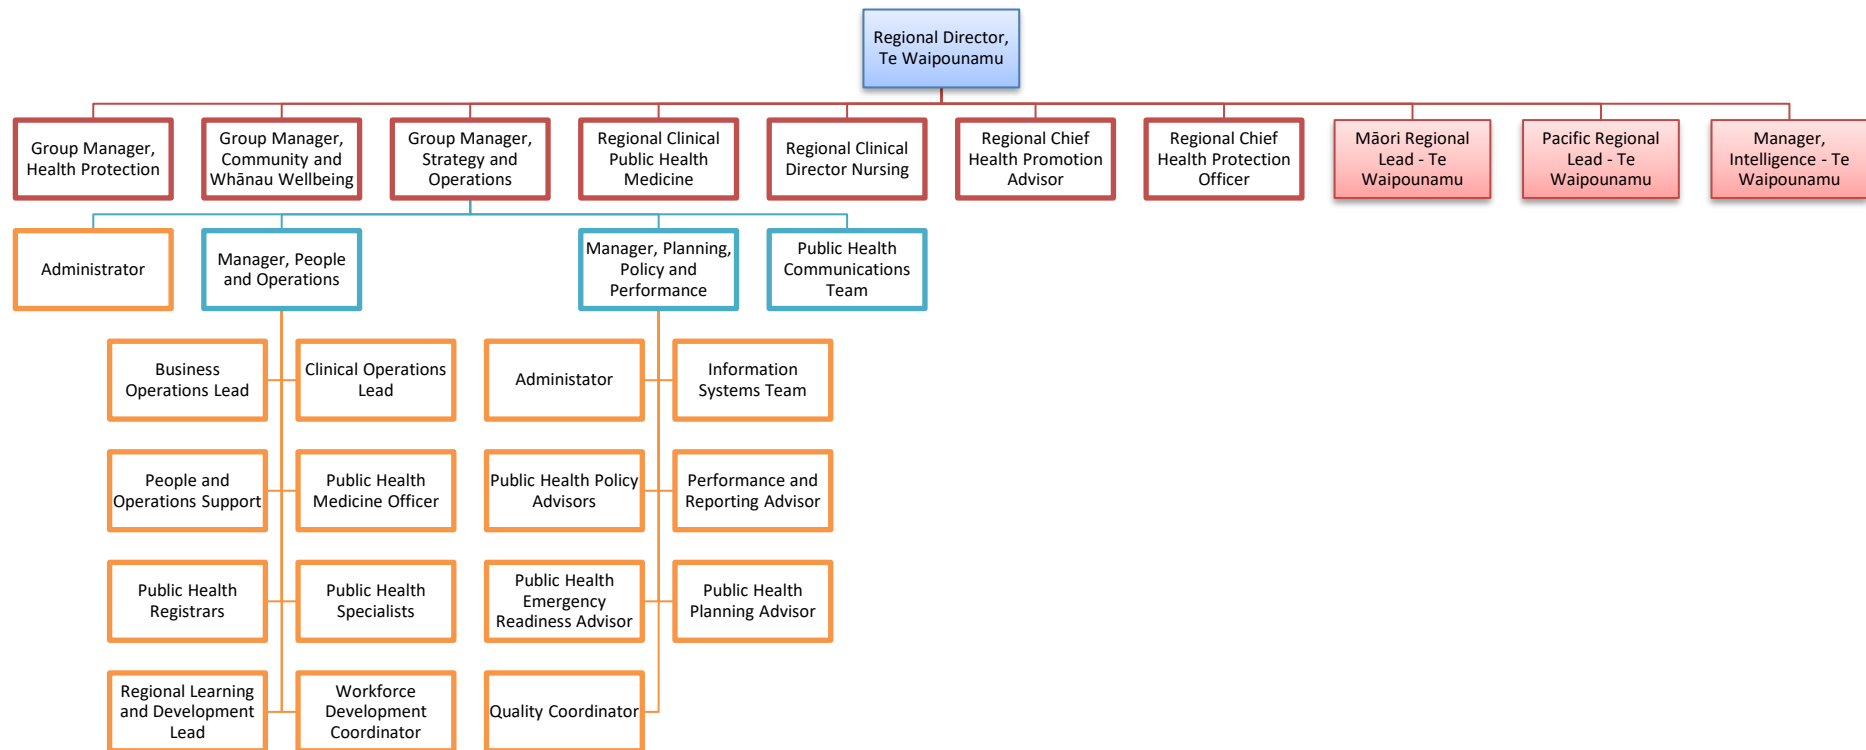 Regional Director,
Te Waipounamu
Group Manager,
Health Protection
Group Manager,
Community and
Whānau Wellbeing
Group Manager,
Strategy and
Operations
Regional Clinical
Public Health
Medicine
Regional Clinical
Director Nursing
Regional Chief
Health Promotion
Advisor
Regional Chief
Health Protection
Officer
Māori Regional
Lead - Te
Waipounamu
Pacific Regional
Lead - Te
Waipounamu
Manager,
Intelligence - Te
Waipounamu
Administrator
Manager, People
and Operations
Manager, Planning,
Policy and
Performance
Public Health
Communications
Team
Business
Operations Lead
Clinical Operations
Lead
Administator
Information
Systems Team
People and
Operations Support
Public Health
Medicine Officer
Public Health Policy
Advisors
Performance and
Reporting Advisor
Public Health
Registrars
Public Health
Specialists
Public Health
Emergency
Readiness Advisor
Public Health
Planning Advisor
Regional Learning
and Development
Lead
Workforce
Development
Coordinator
Quality Coordinator